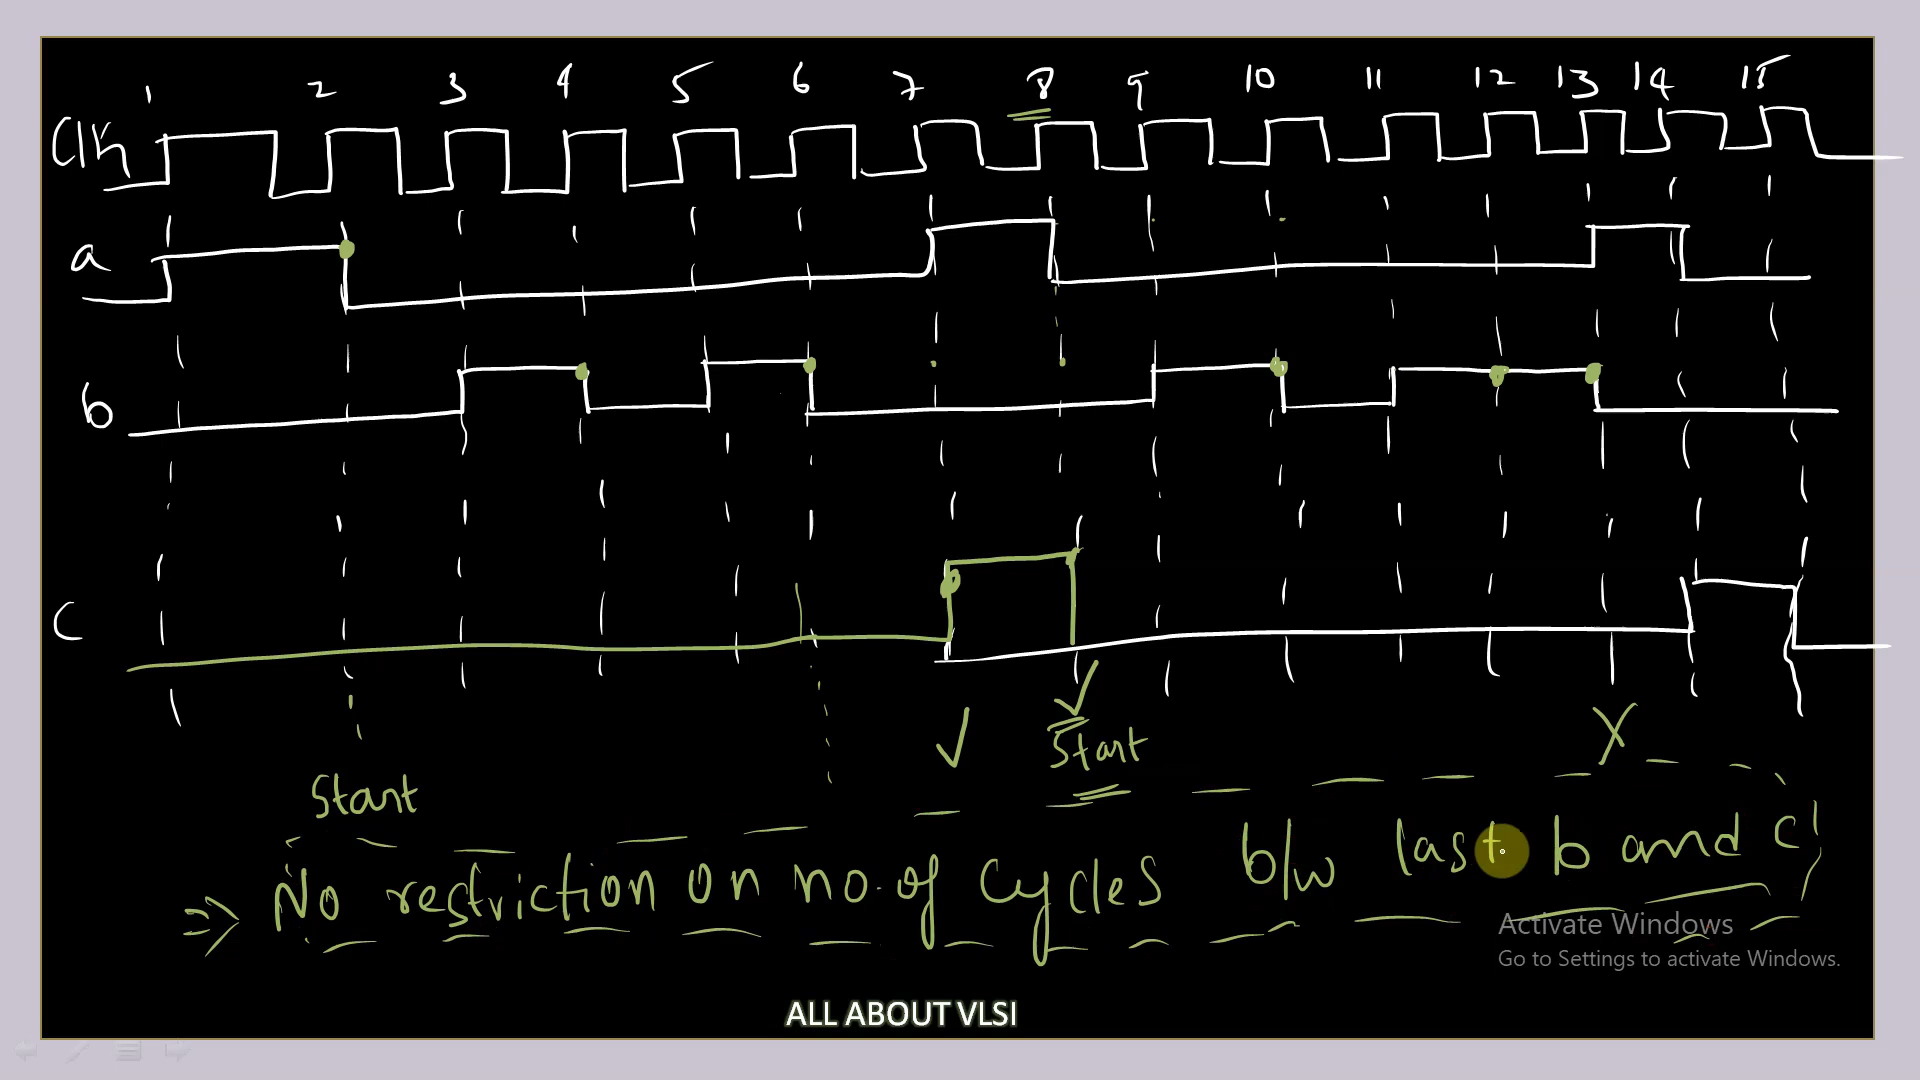 1 2 3 4 5 6 7 8 9 10 11 12 13 14 15
Clk
a
b
c
Start
Start
⇒ No restriction on no. of cycles b/w last b and c
Activate Windows
Go to Settings to activate Windows.
ALL ABOUT VLSI